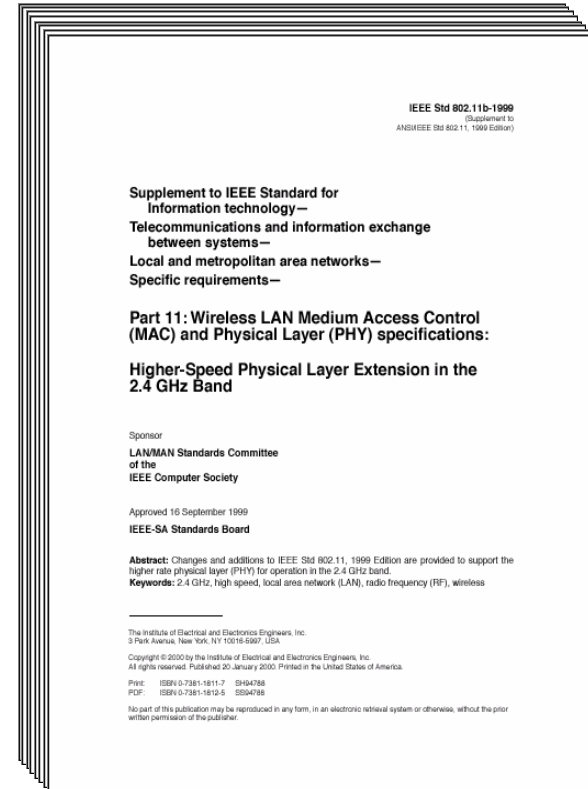 IEEE Std 802.11b-1999
(Supplement to
ANSI/IEEE Std 802.11, 1999 Edition)
Supplement to IEEE Standard for
Information technology—
Telecommunications and information exchange
between systems—
Local and metropolitan area networks—
Specific requirements—
Part 11: Wireless LAN Medium Access Control
(MAC) and Physical Layer (PHY) specifications:
Higher-Speed Physical Layer Extension in the
2.4 GHz Band
Sponsor
LAN/MAN Standards Committee
of the
IEEE Computer Society
Approved 16 September 1999
IEEE-SA Standards Board
Abstract: Changes and additions to IEEE Std 802.11, 1999 Edition are provided to support the
higher rate physical layer (PHY) for operation in the 2.4 GHz band.
Keywords: 2.4 GHz, high speed, local area network (LAN), radio frequency (RF), wireless
The Institute of Electrical and Electronics Engineers, Inc.
3 Park Avenue, New York, NY 10016-5997, USA
Copyright © 2000 by the Institute of Electrical and Electronics Engineers, Inc.
All rights reserved. Published 20 January 2000. Printed in the United States of America.
Print: ISBN 0-7381-1811-7 SH94788
PDF: ISBN 0-7381-1812-5 SS94788
No part of this publication may be reproduced in any form, in an electronic retrieval system or otherwise, without the prior
written permission of the publisher.